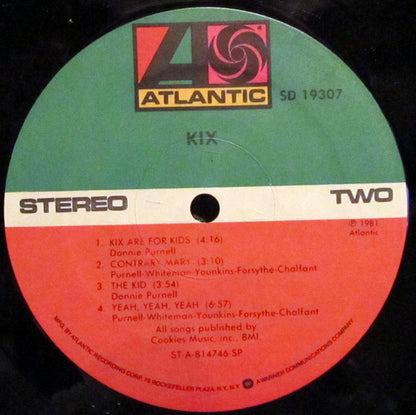 ATLANTIC
SD 19307
KIX
STEREO
TWO
℗ 1981
Atlantic
1. KIX ARE FOR KIDS (4:16)
Donnie Purnell
2. CONTRARY MARY (3:10)
Purnell-Whiteman-Younkins-Forsythe-Chalfant
3. THE KID (3:54)
Donnie Purnell
4. YEAH, YEAH, YEAH (6:57)
Purnell-Whiteman-Younkins-Forsythe-Chalfant
All songs published by
Cookies Music, inc., BMI.
ST-A-814746-SP
MFG. BY ATLANTIC RECORDING CORP., 75 ROCKEFELLER PLAZA, N.Y., N.Y. A WARNER COMMUNICATIONS COMPANY